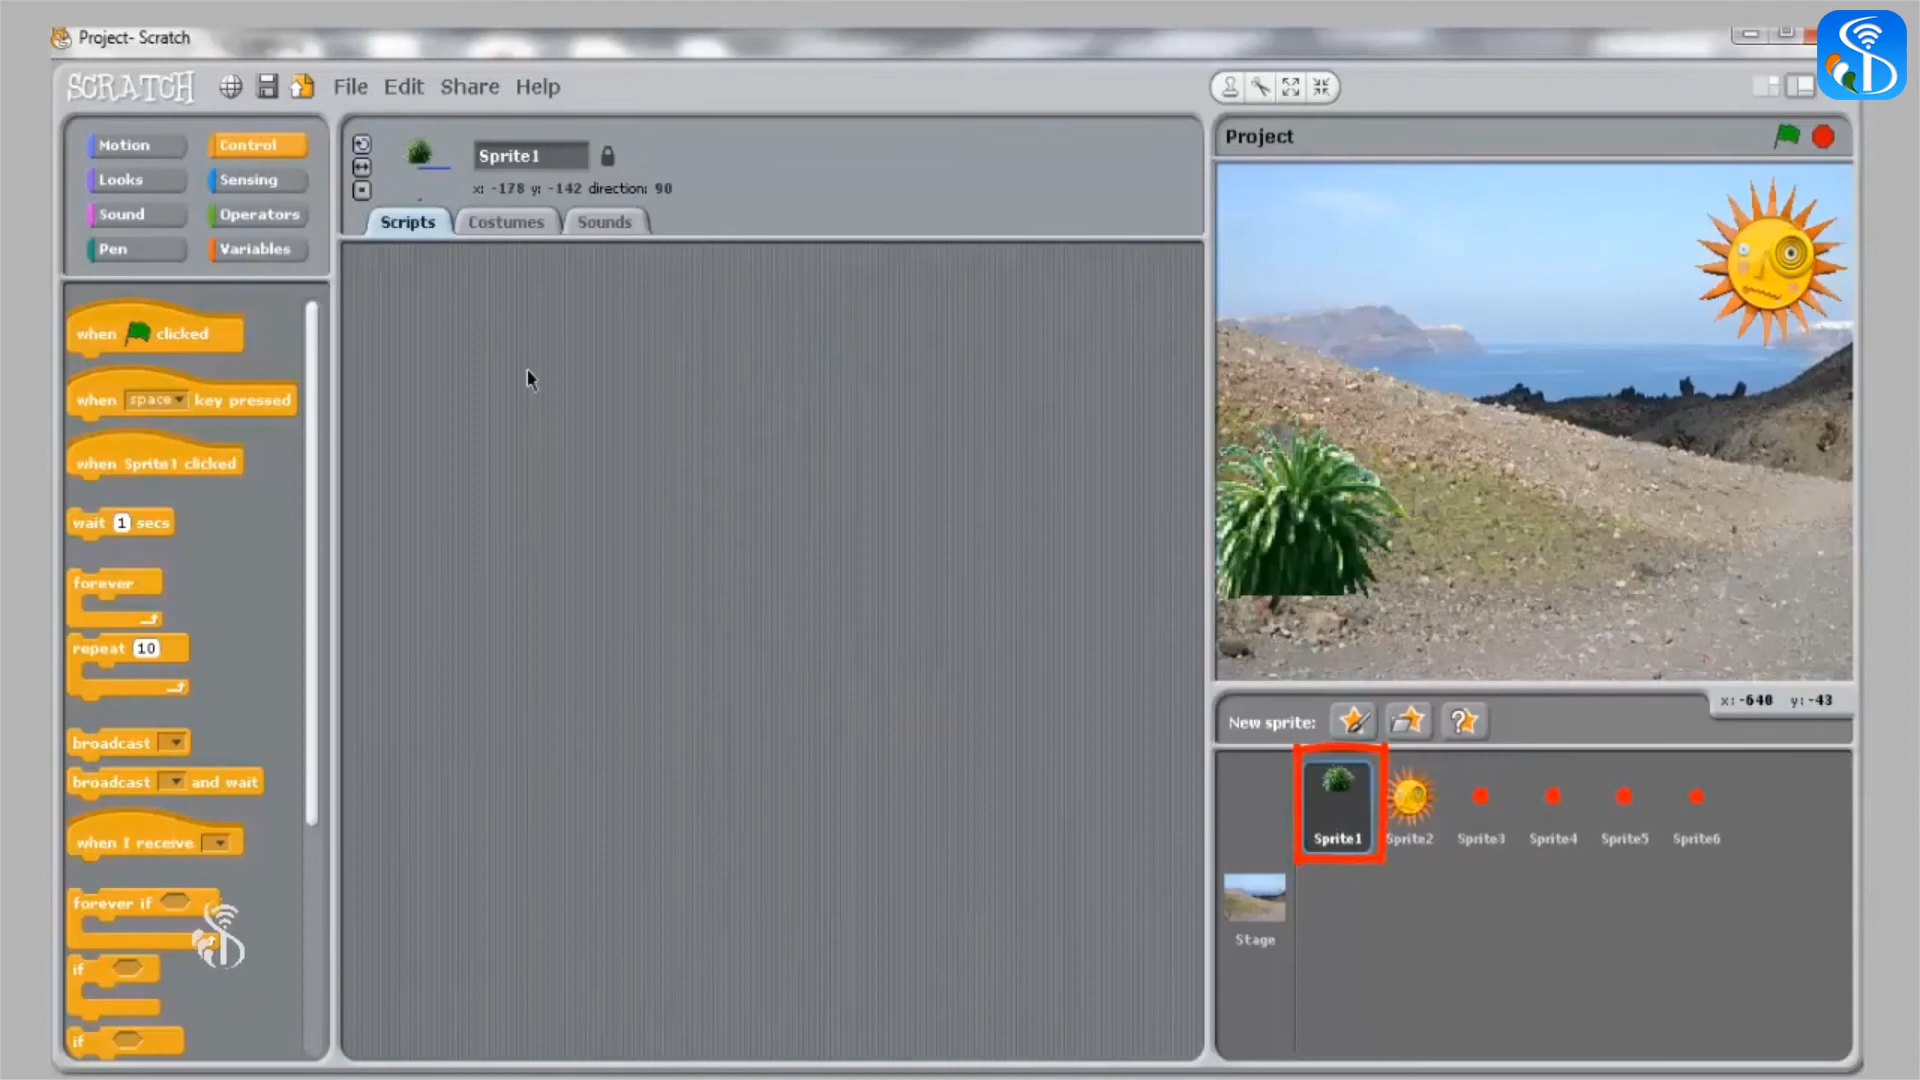 Project- Scratch
SCRATCH File Edit Share Help
Motion Control
Looks Sensing
Sound Operators
Pen Variables
Sprite1
x: -178 y: -142 direction: 90
Scripts Costumes Sounds
when clicked
when space key pressed
when Sprite1 clicked
wait 1 secs
forever
repeat 10
broadcast
broadcast and wait
when I receive
forever if
if
if
Project
x: -640 y: -43
New sprite:
Sprite1 Sprite2 Sprite3 Sprite4 Sprite5 Sprite6
Stage